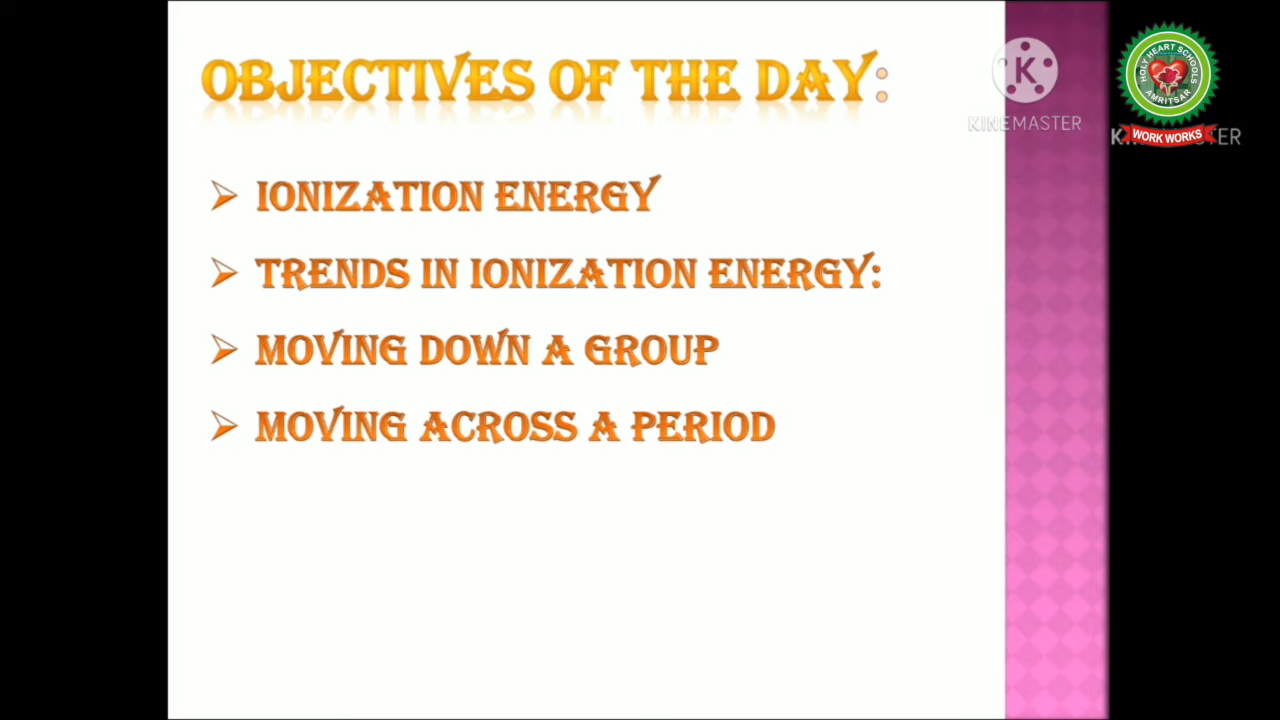 OBJECTIVES OF THE DAY:
IONIZATION ENERGY
TRENDS IN IONIZATION ENERGY:
MOVING DOWN A GROUP
MOVING ACROSS A PERIOD
K
KINEMASTER
HOLY HEART SCHOOLS
AMRITSAR
WORK WORKS